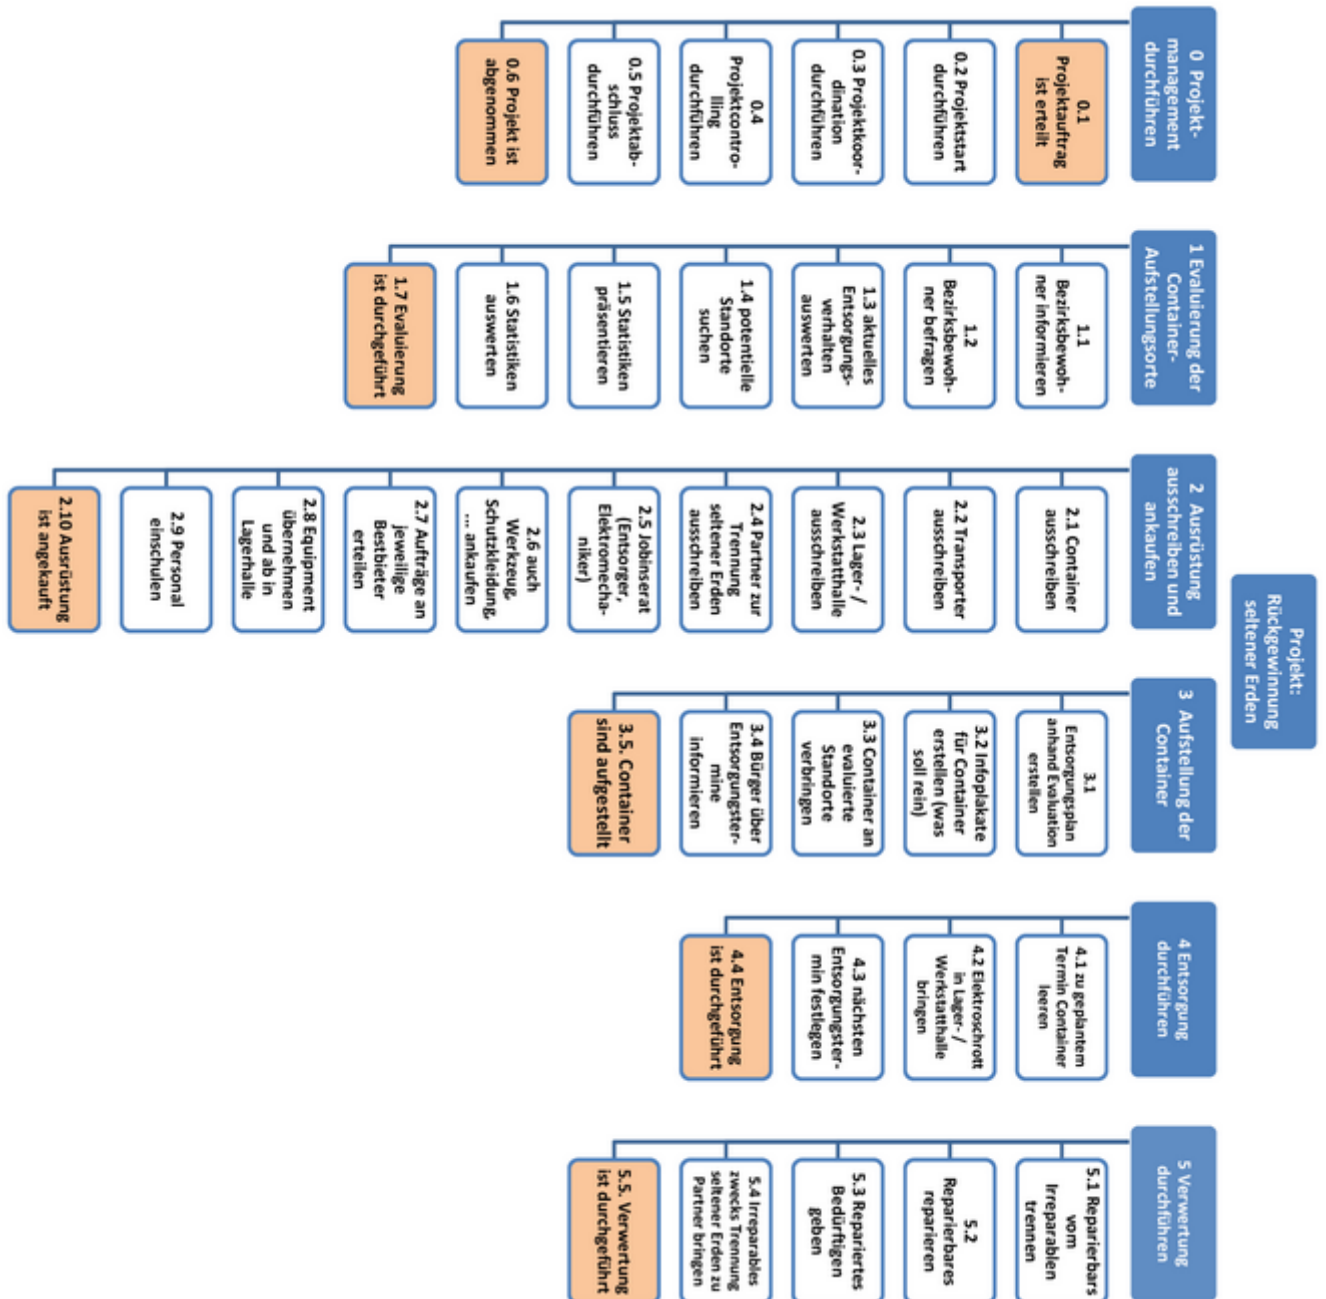 Projekt:
Rückgewinnung
seltener Erden
0 Projekt-
management
durchführen
0.1
Projektauftrag
ist erteilt
0.2 Projektstart
durchführen
0.3 Projektkoor-
dination
durchführen
0.4
Projektcontro-
lling
durchführen
0.5 Projektab-
schluss
durchführen
0.6 Projekt ist
abgenommen
1 Evaluierung der
Container-
Aufstellungsorte
1.1
Bezirksbewoh-
ner informieren
1.2
Bezirksbewoh-
ner befragen
1.3 aktuelles
Entsorgungs-
verhalten
auswerten
1.4 potentielle
Standorte
suchen
1.5 Statistiken
präsentieren
1.6 Statistiken
auswerten
1.7 Evaluierung
ist durchgeführt
2 Ausrüstung
ausschreiben und
ankaufen
2.1 Container
ausschreiben
2.2 Transporter
ausschreiben
2.3 Lager- /
Werkstatthalle
ausschreiben
2.4 Partner zur
Trennung
seltener Erden
ausschreiben
2.5 Jobinserat
(Entsorger,
Elektromecha-
niker)
2.6 auch
Werkzeug,
Schutzkleidung,
... ankaufen
2.7 Aufträge an
jeweilige
Bestbieter
erteilen
2.8 Equipment
übernehmen
und ab in
Lagerhalle
2.9 Personal
einschulen
2.10 Ausrüstung
ist angekauft
3 Aufstellung der
Container
3.1
Entsorgungsplan
anhand Evaluation
erstellen
3.2 Infoplakate
für Container
erstellen (was
soll rein)
3.3 Container an
evaluierte
Standorte
verbringen
3.4 Bürger über
Entsorgungster-
mine
informieren
3.5. Container
sind aufgestellt
4 Entsorgung
durchführen
4.1 zu geplantem
Termin Container
leeren
4.2 Elektroschrott
in Lager- /
Werkstatthalle
bringen
4.3 nächsten
Entsorgungster-
min festlegen
4.4 Entsorgung
ist durchgeführt
5 Verwertung
durchführen
5.1 Reparierbars
vom
Irreparablen
trennen
5.2
Reparierbares
reparieren
5.3 Repariertes
Bedürftigen
geben
5.4 Irreparables
zwecks Trennung
seltener Erden zu
Partner bringen
5.5. Verwertung
ist durchgeführt